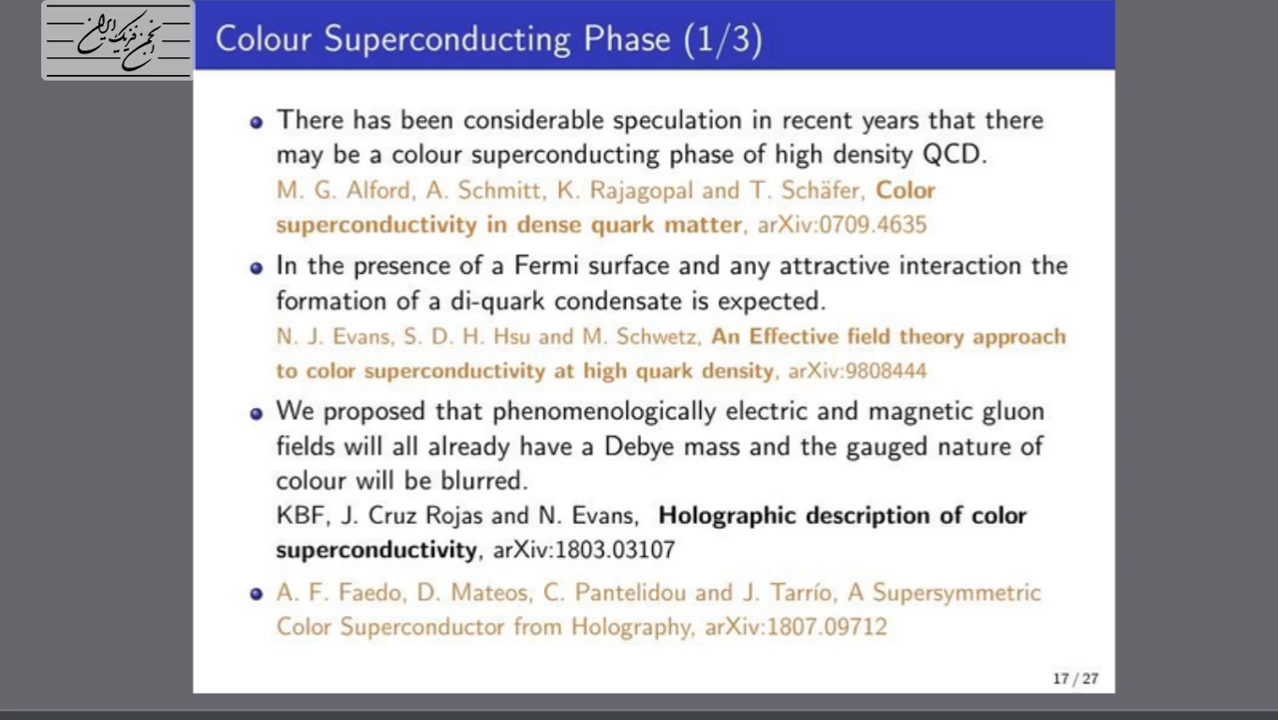 انجمن فیزیک ایران
Colour Superconducting Phase (1/3)
There has been considerable speculation in recent years that there
may be a colour superconducting phase of high density QCD.
M. G. Alford, A. Schmitt, K. Rajagopal and T. Schäfer, Color
superconductivity in dense quark matter, arXiv:0709.4635
In the presence of a Fermi surface and any attractive interaction the
formation of a di-quark condensate is expected.
N. J. Evans, S. D. H. Hsu and M. Schwetz, An Effective field theory approach
to color superconductivity at high quark density, arXiv:9808444
We proposed that phenomenologically electric and magnetic gluon
fields will all already have a Debye mass and the gauged nature of
colour will be blurred.
KBF, J. Cruz Rojas and N. Evans, Holographic description of color
superconductivity, arXiv:1803.03107
A. F. Faedo, D. Mateos, C. Pantelidou and J. Tarrío, A Supersymmetric
Color Superconductor from Holography, arXiv:1807.09712
17 / 27